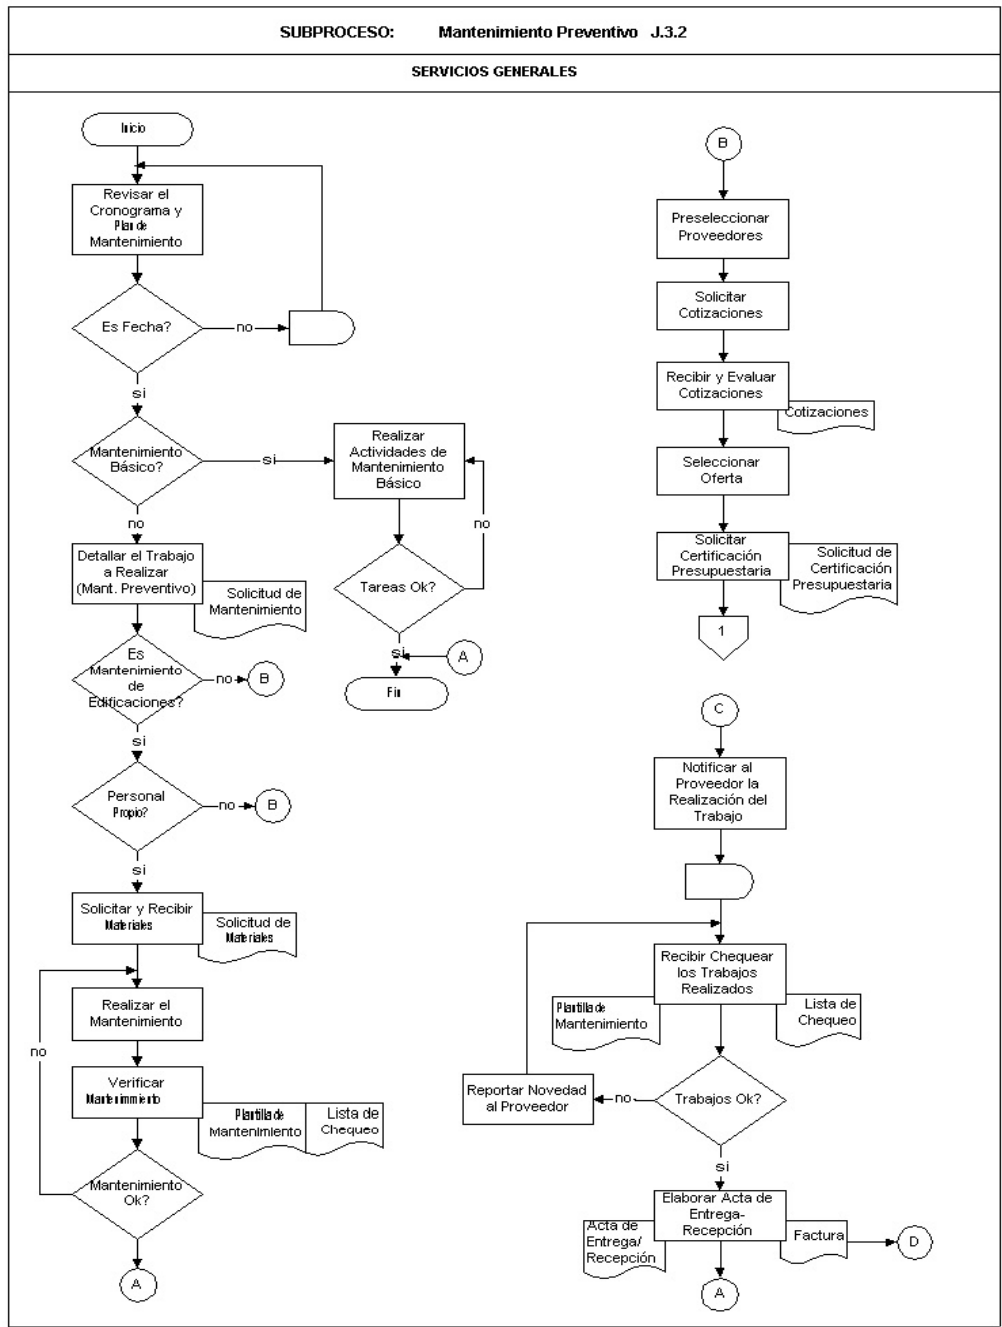 SUBPROCESO: Mantenimiento Preventivo J.3.2
SERVICIOS GENERALES
Inicio
Revisar el
Cronograma y
Plan de
Mantenimiento
Es Fecha?
no
si
Mantenimiento
Básico?
si
no
Realizar
Actividades de
Mantenimiento
Básico
no
Tareas Ok?
si
A
Fin
Detallar el Trabajo
a Realizar
(Mant. Preventivo)
Solicitud de
Mantenimiento
Es
Mantenimiento
de
Edificaciones?
no
B
si
Personal
Propio?
no
B
si
Solicitar y Recibir
Materiales
Solicitud de
Materiales
Realizar el
Mantenimiento
no
Verificar
Mantenimmiento
Plantilla de
Mantenimiento
Lista de
Chequeo
Mantenimiento
Ok?
A
B
Preseleccionar
Proveedores
Solicitar
Cotizaciones
Recibir y Evaluar
Cotizaciones
Cotizaciones
Seleccionar
Oferta
Solicitar
Certificación
Presupuestaria
Solicitud de
Certificación
Presupuestaria
1
C
Notificar al
Proveedor la
Realización del
Trabajo
Recibir Chequear
los Trabajos
Realizados
Plantilla de
Mantenimiento
Lista de
Chequeo
Reportar Novedad
al Proveedor
no
Trabajos Ok?
si
Elaborar Acta de
Entrega-
Recepción
Acta de
Entrega/
Recepción
Factura
D
A